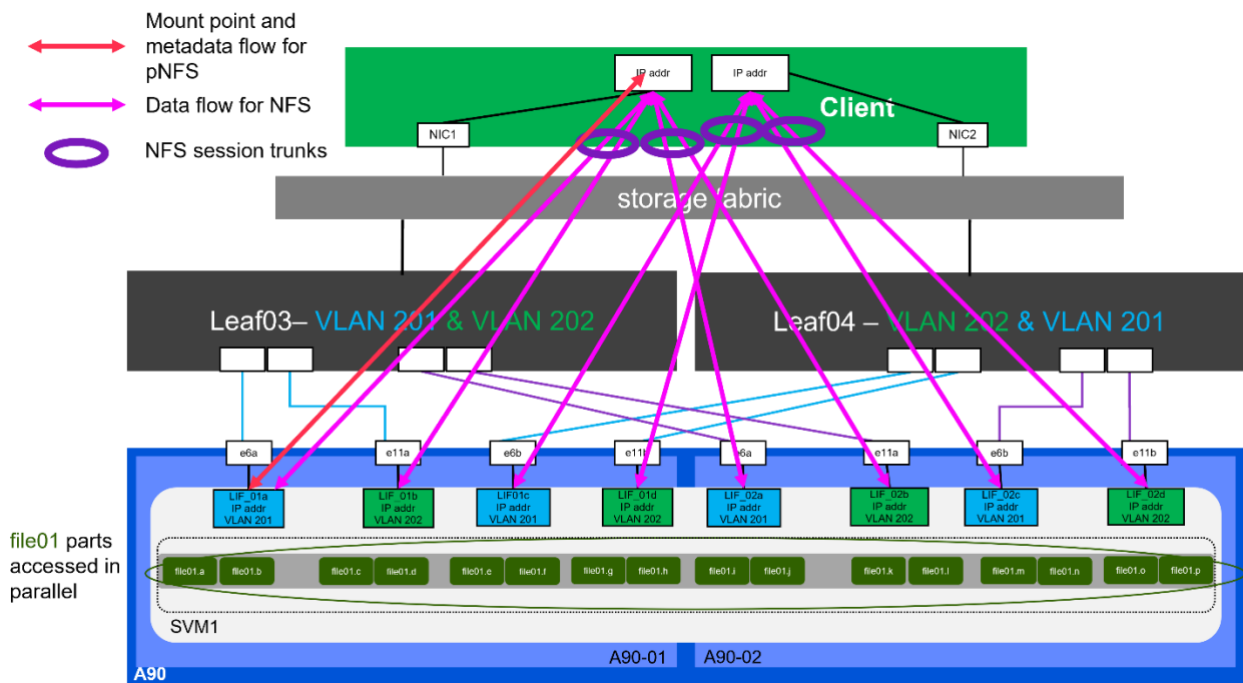 Mount point and
metadata flow for
pNFS
Data flow for NFS
NFS session trunks
IP addr
IP addr
Client
NIC1
NIC2
storage fabric
Leaf03– VLAN 201 & VLAN 202
Leaf04 – VLAN 202 & VLAN 201
e6a
e11a
e6b
e11b
e6a
e11a
e6b
e11b
LIF_01a
IP addr
VLAN 201
LIF_01b
IP addr
VLAN 202
LIF01c
IP addr
VLAN 201
LIF_01d
IP addr
VLAN 202
LIF_02a
IP addr
VLAN 201
LIF_02b
IP addr
VLAN 202
LIF_02c
IP addr
VLAN 201
LIF_02d
IP addr
VLAN 202
file01 parts
accessed in
parallel
file01.a
file01.b
file01.c
file01.d
file01.e
file01.f
file01.g
file01.h
file01.i
file01.j
file01.k
file01.l
file01.m
file01.n
file01.o
file01.p
SVM1
A90-01
A90-02
A90